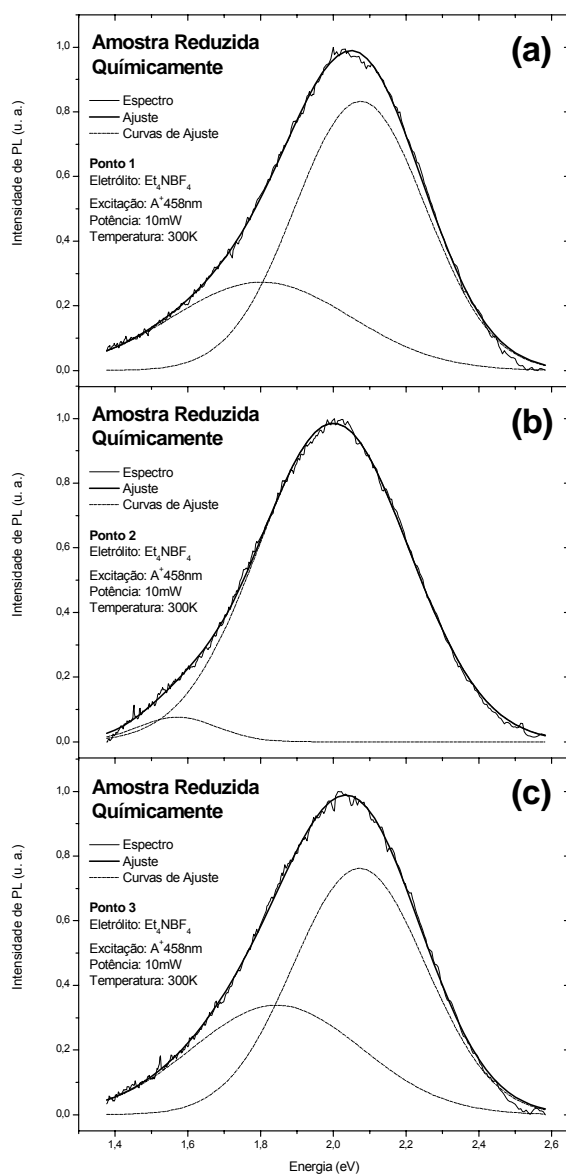 Amostra Reduzida
Químicamente
(a)
Espectro
Ajuste
Curvas de Ajuste
Ponto 1
Eletrólito: Et₄NBF₄
Excitação: A⁺458nm
Potência: 10mW
Temperatura: 300K
Intensidade de PL (u. a.)
1,0
0,8
0,6
0,4
0,2
0,0
Amostra Reduzida
Químicamente
(b)
Espectro
Ajuste
Curvas de Ajuste
Ponto 2
Eletrólito: Et₄NBF₄
Excitação: A⁺458nm
Potência: 10mW
Temperatura: 300K
Intensidade de PL (u. a.)
1,0
0,8
0,6
0,4
0,2
0,0
Amostra Reduzida
Químicamente
(c)
Espectro
Ajuste
Curvas de Ajuste
Ponto 3
Eletrólito: Et₄NBF₄
Excitação: A⁺458nm
Potência: 10mW
Temperatura: 300K
Intensidade de PL (u. a.)
1,0
0,8
0,6
0,4
0,2
0,0
1,4 1,6 1,8 2,0 2,2 2,4 2,6
Energia (eV)